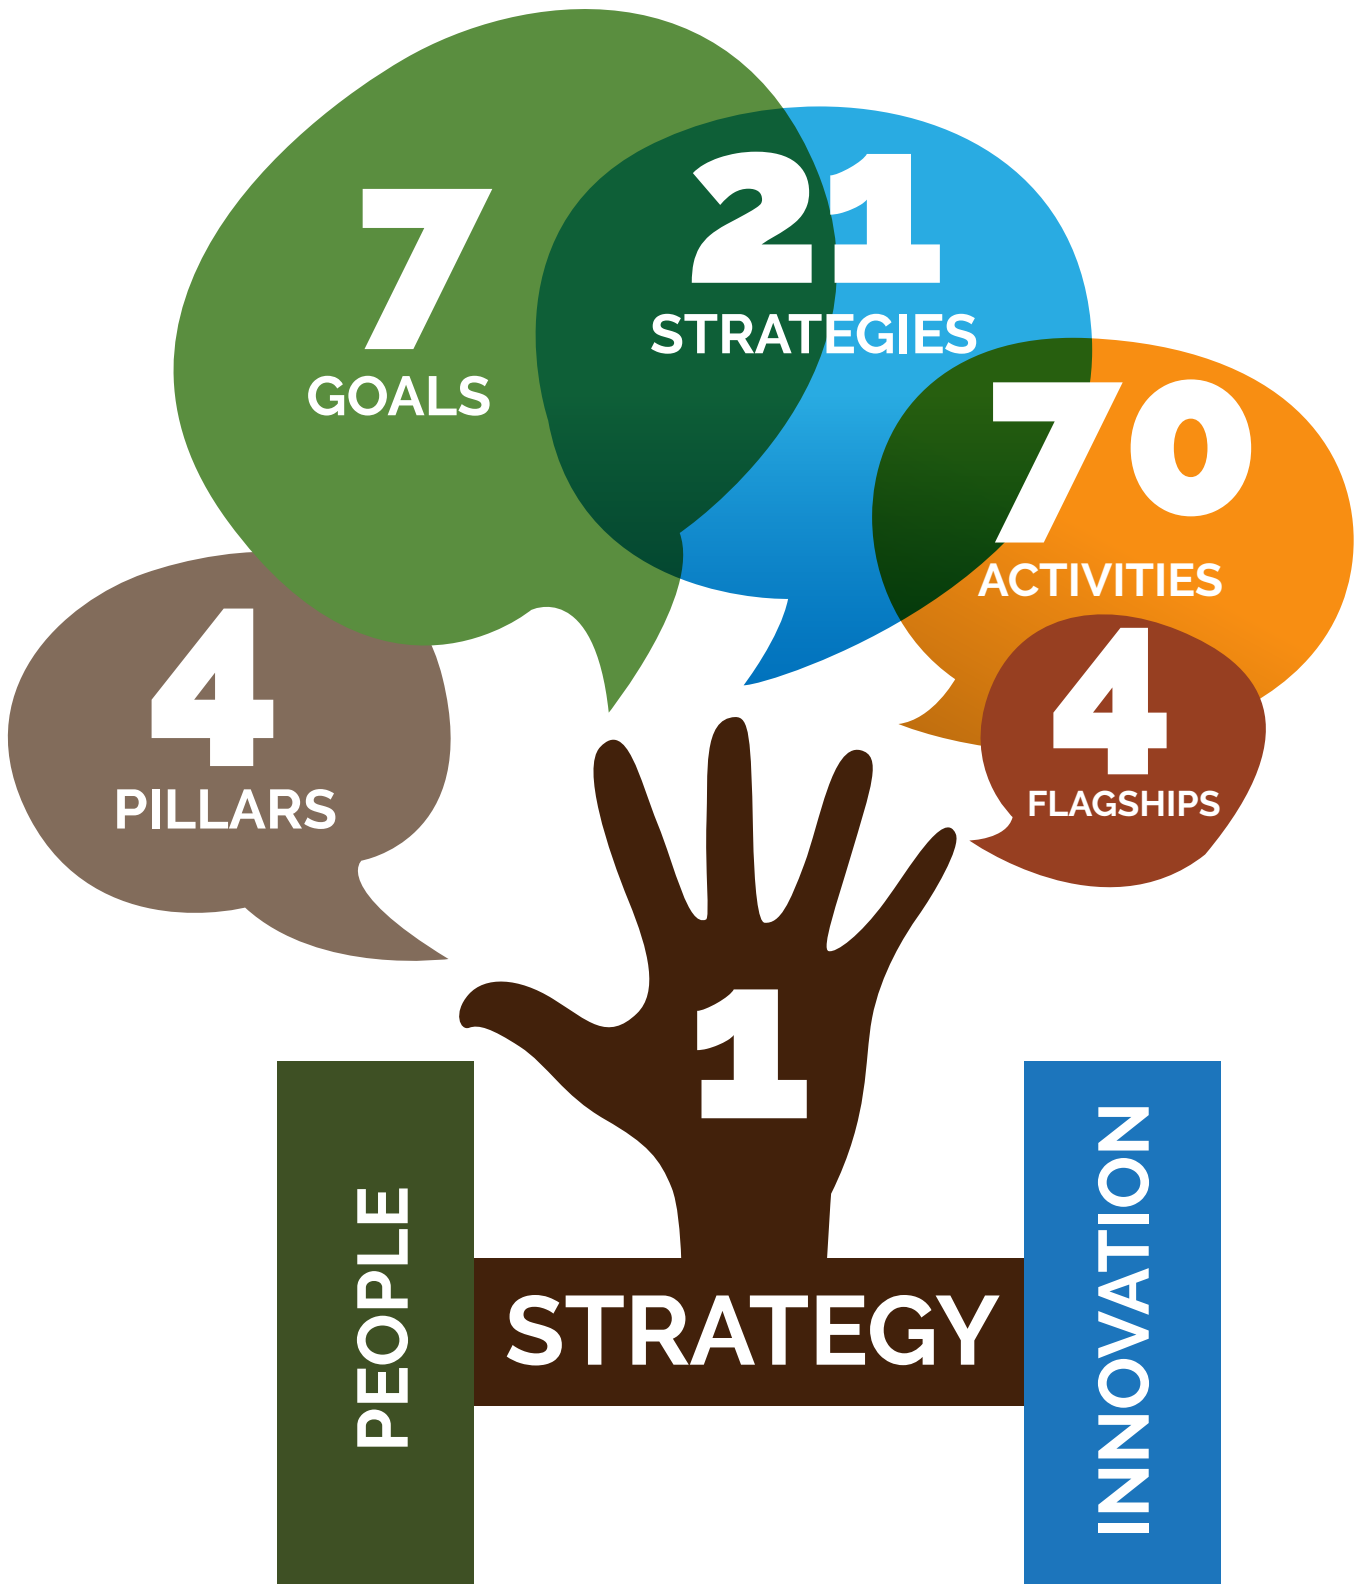 7
GOALS
21
STRATEGIES
70
ACTIVITIES
4
PILLARS
4
FLAGSHIPS
1
STRATEGY
PEOPLE
INNOVATION